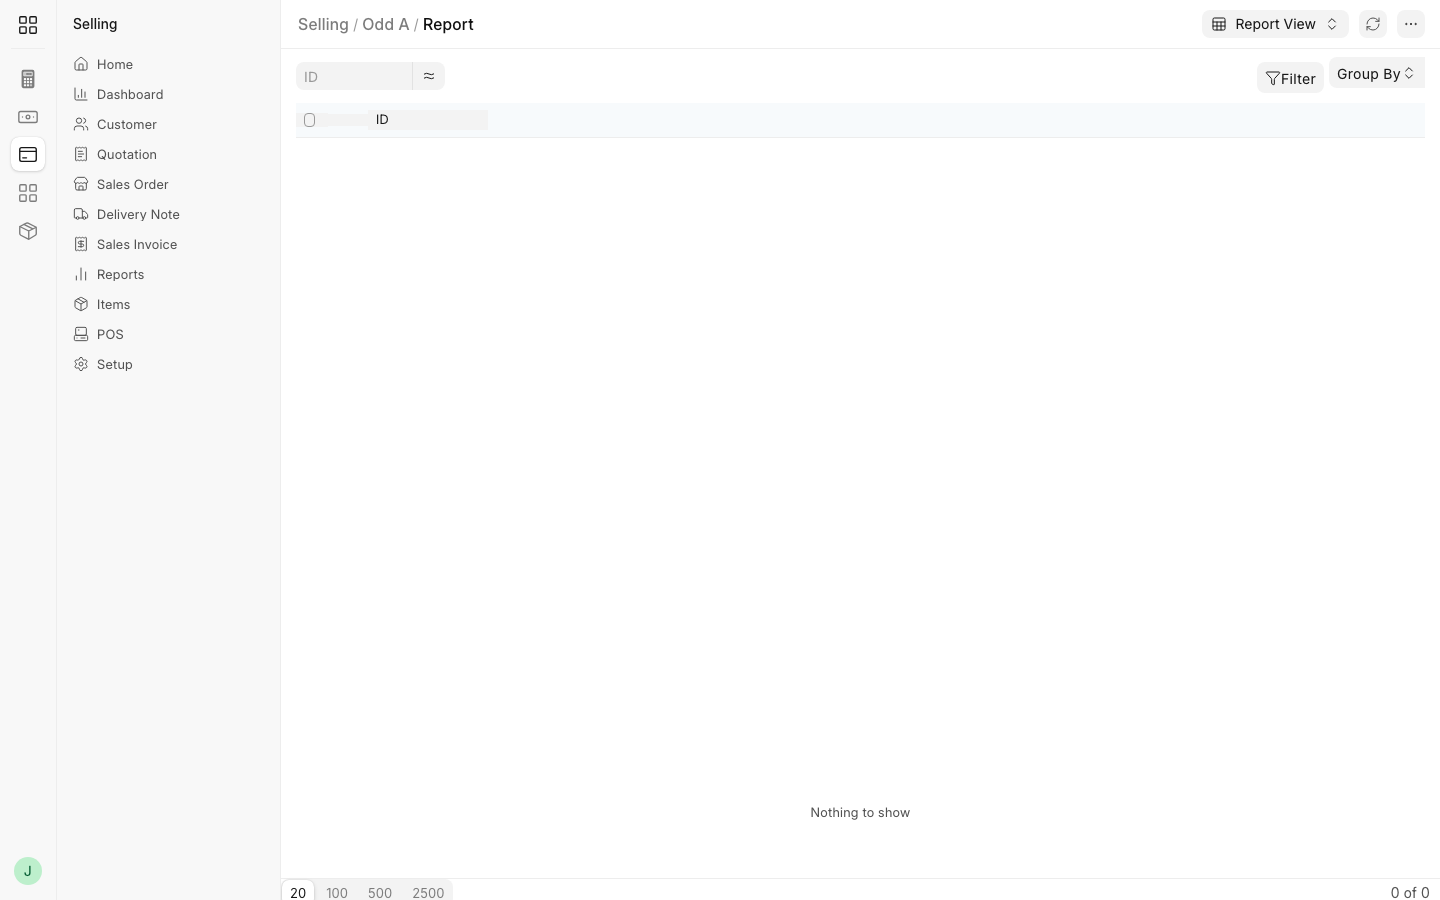 Selling
Home
Dashboard
Customer
Quotation
Sales Order
Delivery Note
Sales Invoice
Reports
Items
POS
Setup
J
Selling / Odd A / Report
Report View
ID ≈
Filter
Group By
ID
Nothing to show
20 100 500 2500
0 of 0